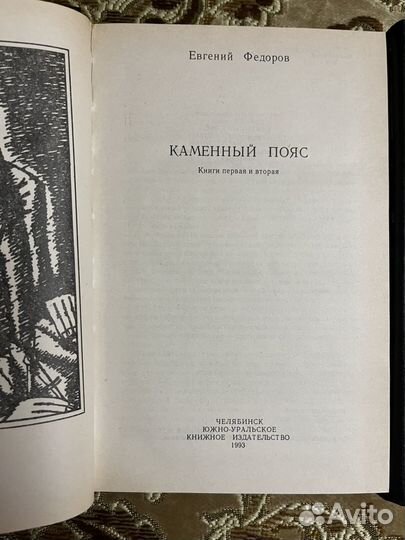 Евгений Федоров
КАМЕННЫЙ ПОЯС
Книги первая и вторая
ЧЕЛЯБИНСК
ЮЖНО-УРАЛЬСКОЕ
КНИЖНОЕ ИЗДАТЕЛЬСТВО
1993
Avito